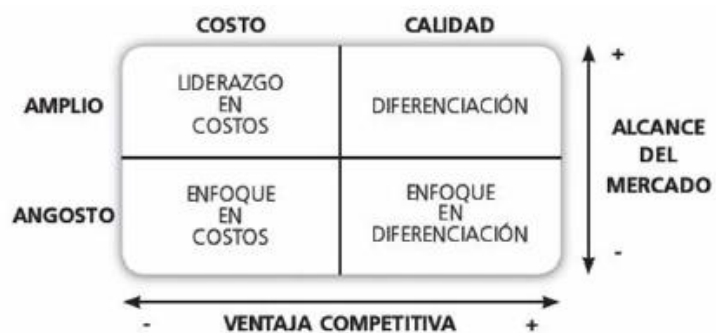 COSTO CALIDAD
AMPLIO
LIDERAZGO
EN
COSTOS
DIFERENCIACIÓN
ANGOSTO
ENFOQUE
EN
COSTOS
ENFOQUE
EN
DIFERENCIACIÓN
+
ALCANCE
DEL
MERCADO
-
- VENTAJA COMPETITIVA +